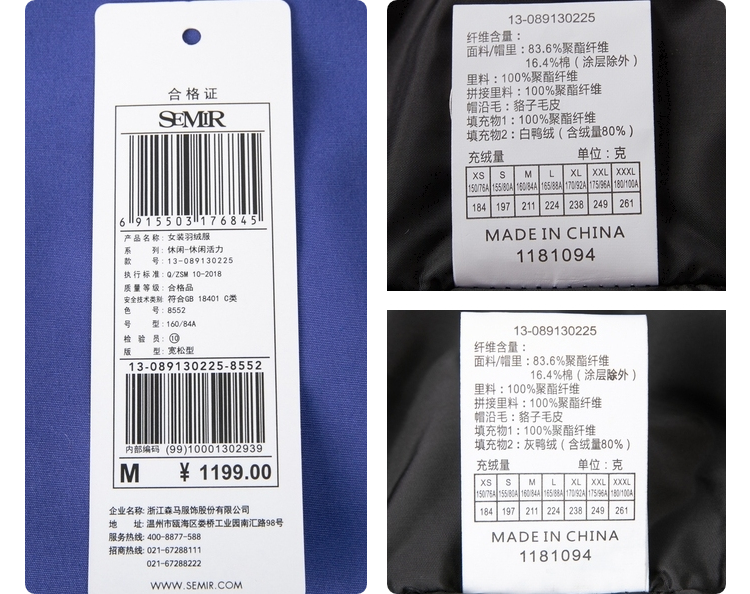 合格证
SEMIR
6 915503 176845
产品名称: 女装羽绒服
系 列: 休闲-休闲活力
款 号: 13-089130225
执行标准: Q/ZSM 10-2018
质量等级: 合格品
安全技术类别: 符合GB 18401 C类
色 号: 8552
号 型: 160/84A
检 验 员: ⑩
版 型: 宽松型
13-089130225-8552
内部编码 (99)10001302939
M ¥ 1199.00
企业名称: 浙江森马服饰股份有限公司
地 址: 温州市瓯海区娄桥工业园南汇路98号
服务热线: 400-8877-588
招商热线: 021-67288111
021-67288222
WWW.SEMIR.COM
13-089130225
纤维含量：
面料/帽里：83.6%聚酯纤维
16.4%棉（涂层除外）
里料：100%聚酯纤维
拼接里料：100%聚酯纤维
帽沿毛：貉子毛皮
填充物1：100%聚酯纤维
填充物2：白鸭绒（含绒量80%）
充绒量 单位：克
XS S M L XL XXL XXXL
150/76A 155/80A 160/84A 165/88A 170/92A 175/96A 180/100A
184 197 211 224 238 249 261
MADE IN CHINA
1181094
13-089130225
纤维含量：
面料/帽里：83.6%聚酯纤维
16.4%棉（涂层除外）
里料：100%聚酯纤维
拼接里料：100%聚酯纤维
帽沿毛：貉子毛皮
填充物1：100%聚酯纤维
填充物2：灰鸭绒（含绒量80%）
充绒量 单位：克
XS S M L XL XXL XXXL
150/76A 155/80A 160/84A 165/88A 170/92A 175/96A 180/100A
184 197 211 224 238 249 261
MADE IN CHINA
1181094